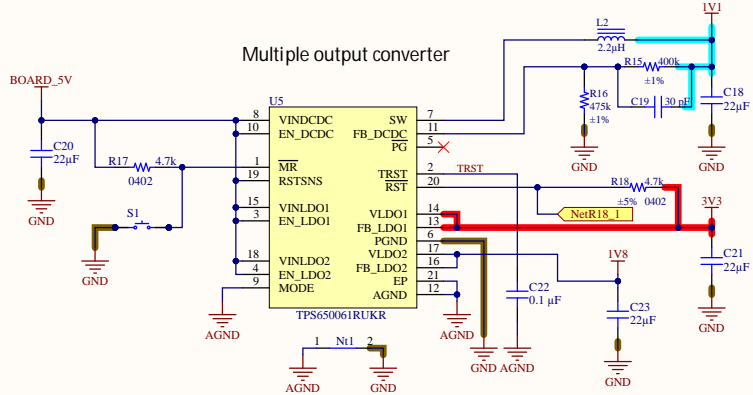 1V1
L2
2.2µH
Multiple output converter
BOARD_5V
R15 400k
±1%
U5
R16
475k
±1%
C19 30 pF
C18
22µF
8 VINDCDC
10 EN_DCDC
SW 7
FB_DCDC 11
PG 5
C20
22µF
R17 4.7k
0402
1 MR
19 RSTSNS
TRST 2 TRST
RST 20
GND
GND
R18 4.7k
±5% 0402
S1
15 VINLDO1
3 EN_LDO1
VLDO1 14
FB_LDO1 13
NetR18_1
3V3
GND
PGND 6
GND
18 VINLDO2
4 EN_LDO2
9 MODE
VLDO2 17
FB_LDO2 16
EP 21
AGND 12
1V8
C21
22µF
GND
C22
0.1 µF
TPS650061RUKR
C23
22µF
GND
AGND
AGND
1 Nt1 2
GND AGND
GND
AGND
GND